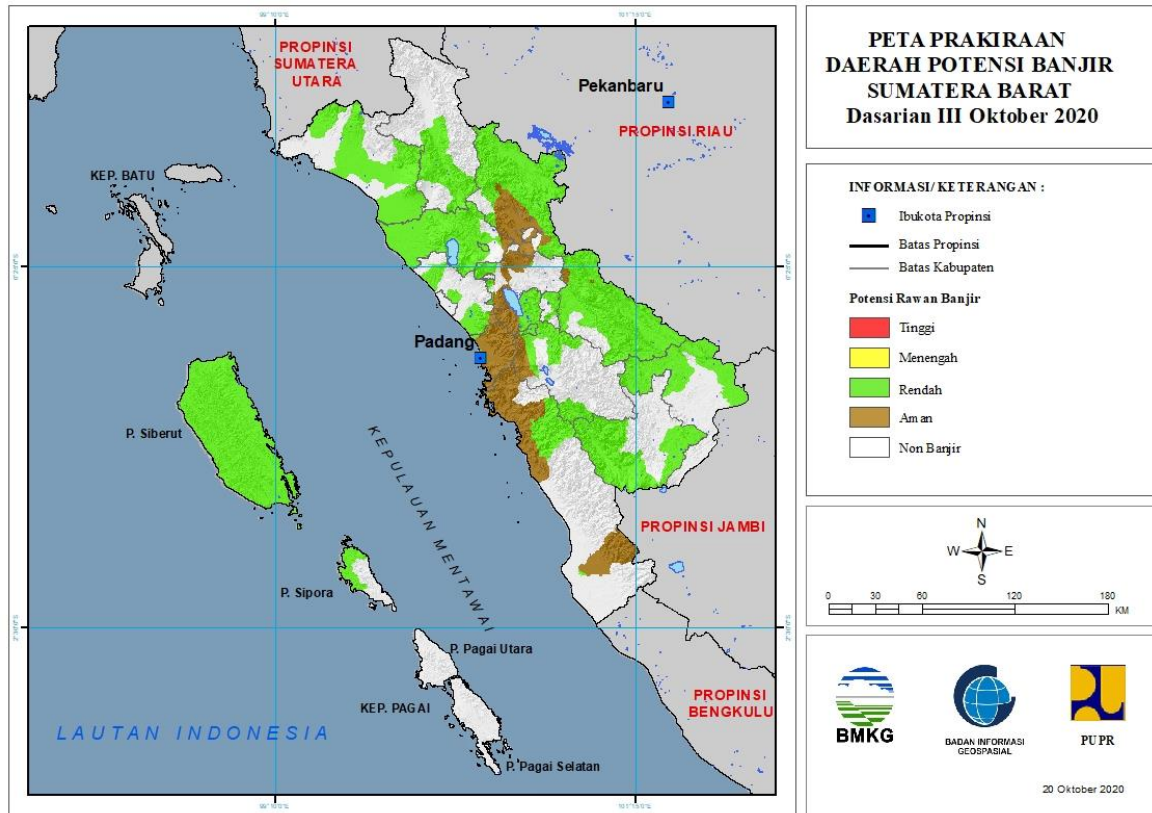 PETA PRAKIRAAN
DAERAH POTENSI BANJIR
SUMATERA BARAT
Dasarian III Oktober 2020
PROPINSI
SUMATERA
UTARA
Pekanbaru
PROPINSI.RIAU
KEP. BATU
Padang
P. Siberut
KEPULAUAN MENTAWAI
PROPINSI JAMBI
P. Sipora
P. Pagai Utara
KEP. PAGAI
PROPINSI
BENGKULU
LAUTAN INDONESIA
P. Pagai Selatan
INFORMASI/ KETERANGAN :
Ibukota Propinsi
Batas Propinsi
Batas Kabupaten
Potensi Rawan Banjir
Tinggi
Menengah
Rendah
Aman
Non Banjir
N
W E
S
0 30 60 120 180
KM
BMKG
BADAN INFORMASI
GEOSPASIAL
PUPR
20 Oktober 2020